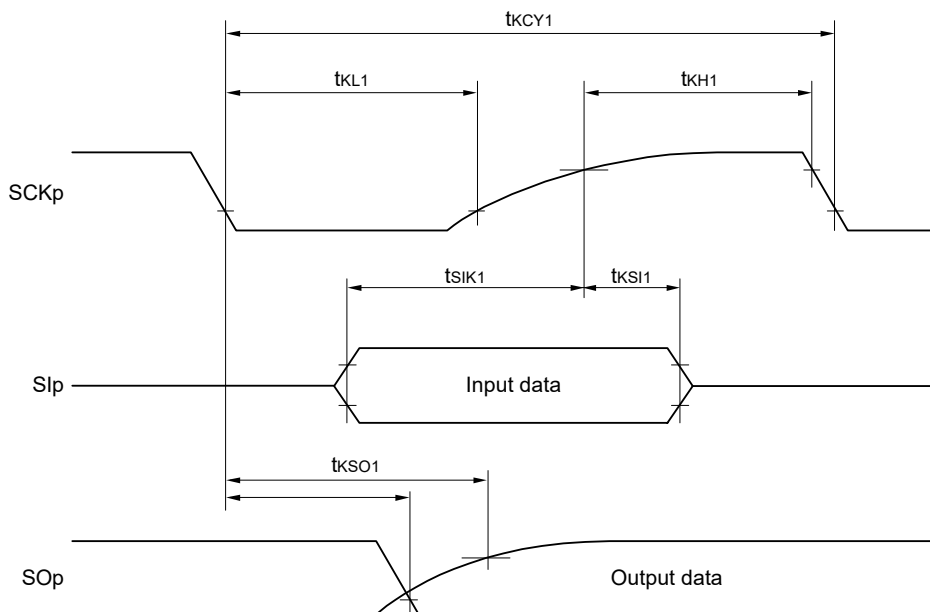 tKCY1
tKL1
tKH1
SCKp
tSIK1
tKSI1
SIp
Input data
tKSO1
SOp
Output data